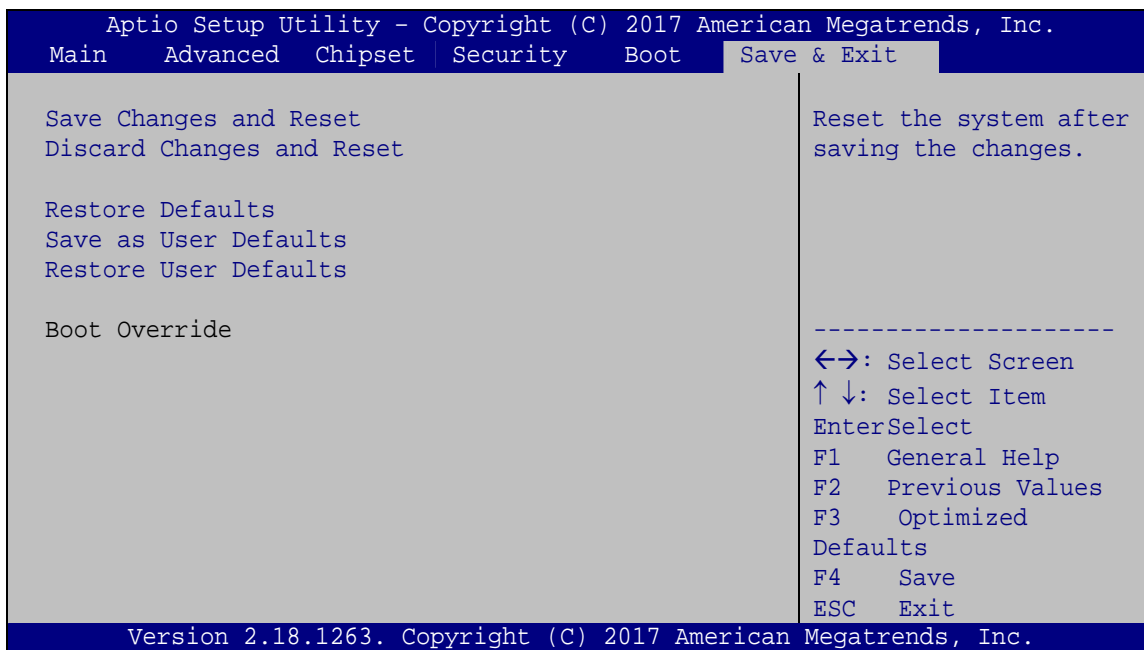 Aptio Setup Utility – Copyright (C) 2017 American Megatrends, Inc.
Main Advanced Chipset Security Boot Save & Exit
Save Changes and Reset
Discard Changes and Reset
Restore Defaults
Save as User Defaults
Restore User Defaults
Boot Override
Reset the system after
saving the changes.
---------------------
←→: Select Screen
↑ ↓: Select Item
EnterSelect
F1 General Help
F2 Previous Values
F3 Optimized
Defaults
F4 Save
ESC Exit
Version 2.18.1263. Copyright (C) 2017 American Megatrends, Inc.